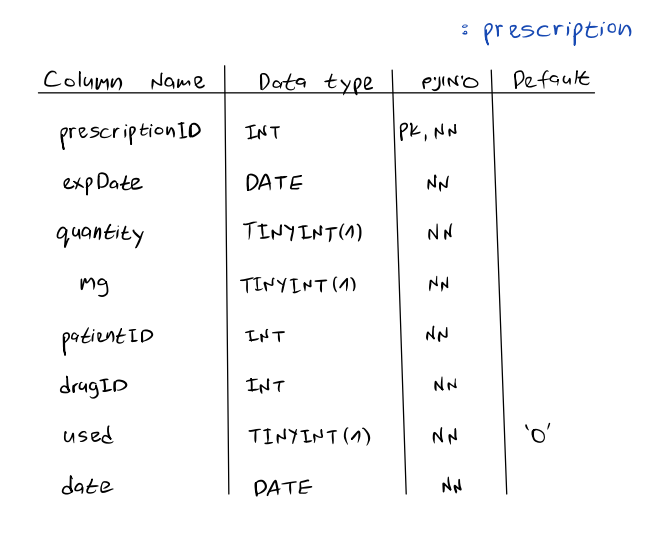 : prescription
Column Name Data type סימונים Default
prescriptionID INT PK, NN
expDate DATE NN
quantity TINYINT(1) NN
mg TINYINT(1) NN
patientID INT NN
drugID INT NN
used TINYINT(1) NN '0'
date DATE NN